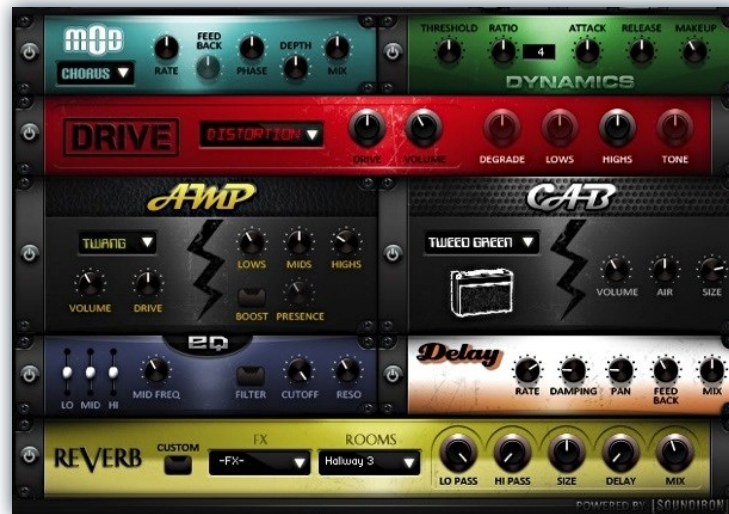 MOD
CHORUS
RATE
FEED
BACK
PHASE
DEPTH
MIX
THRESHOLD RATIO ATTACK RELEASE MAKEUP
4
DYNAMICS
DRIVE
DISTORTION
DRIVE VOLUME DEGRADE LOWS HIGHS TONE
AMP
TWANG
LOWS MIDS HIGHS
VOLUME DRIVE
BOOST PRESENCE
CAB
TWEED GREEN
VOLUME AIR SIZE
EQ
LO MID HI
MID FREQ FILTER CUTOFF RESO
Delay
RATE DAMPING PAN FEED
BACK
MIX
REVERB
CUSTOM
FX
ROOMS
-FX-
Hallway 3
LO PASS HI PASS SIZE DELAY MIX
POWERED BY SOUNDIRON